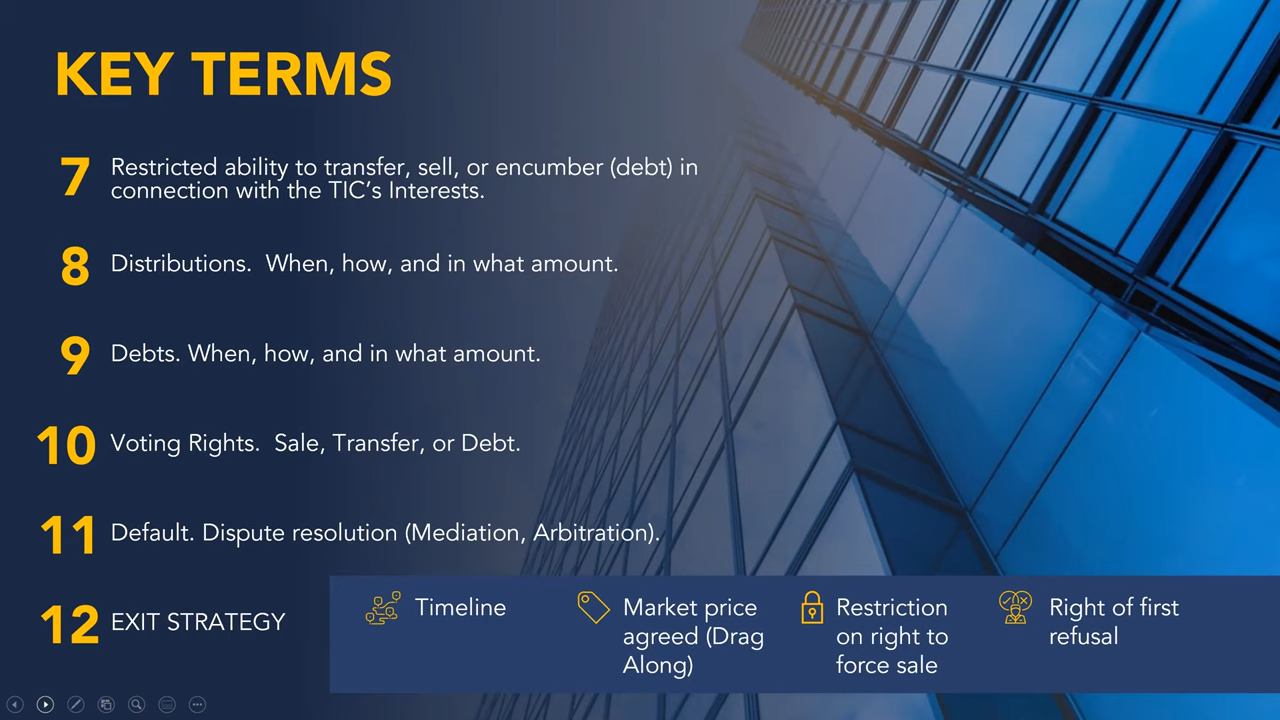 KEY TERMS
7
Restricted ability to transfer, sell, or encumber (debt) in
connection with the TIC’s Interests.
8
Distributions.  When, how, and in what amount.
9
Debts. When, how, and in what amount.
10
Voting Rights.  Sale, Transfer, or Debt.
11
Default. Dispute resolution (Mediation, Arbitration).
12
EXIT STRATEGY
Timeline
Market price
agreed (Drag
Along)
Restriction
on right to
force sale
Right of first
refusal